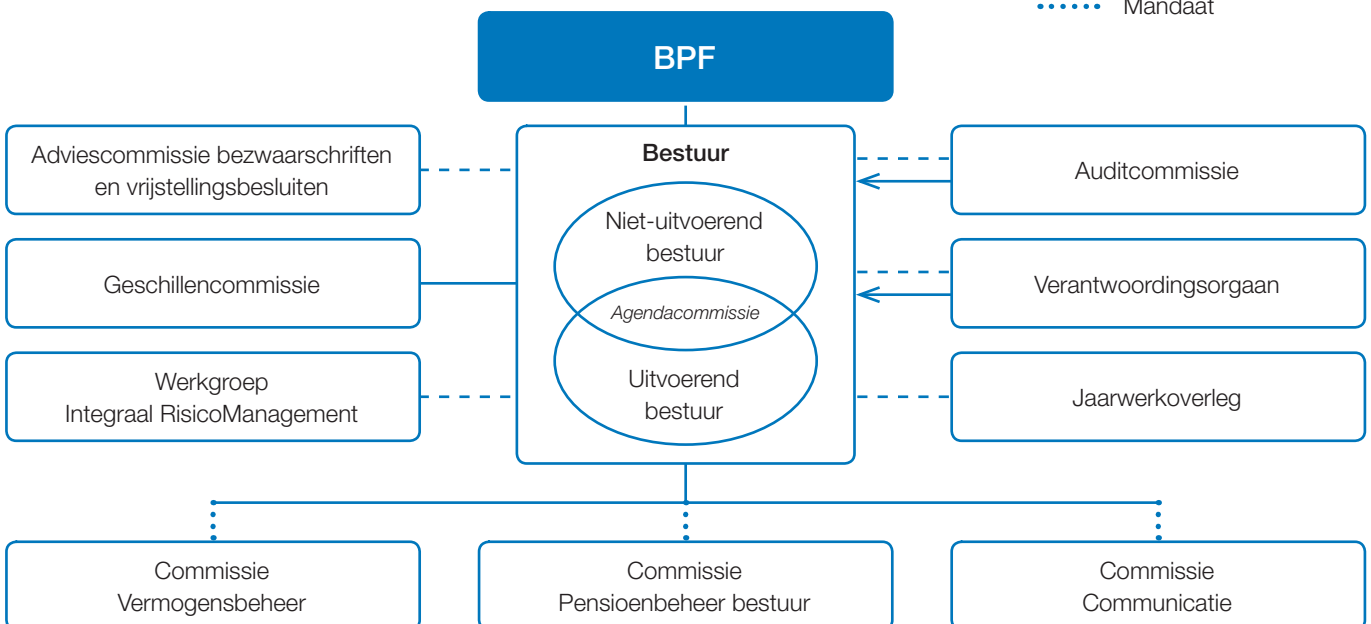 Mandaat
BPF
Adviescommissie bezwaarschriften
en vrijstellingsbesluiten
Geschillencommissie
Werkgroep
Integraal RisicoManagement
Bestuur
Niet-uitvoerend
bestuur
Agendacommissie
Uitvoerend
bestuur
Auditcommissie
Verantwoordingsorgaan
Jaarwerkoverleg
Commissie
Vermogensbeheer
Commissie
Pensioenbeheer bestuur
Commissie
Communicatie